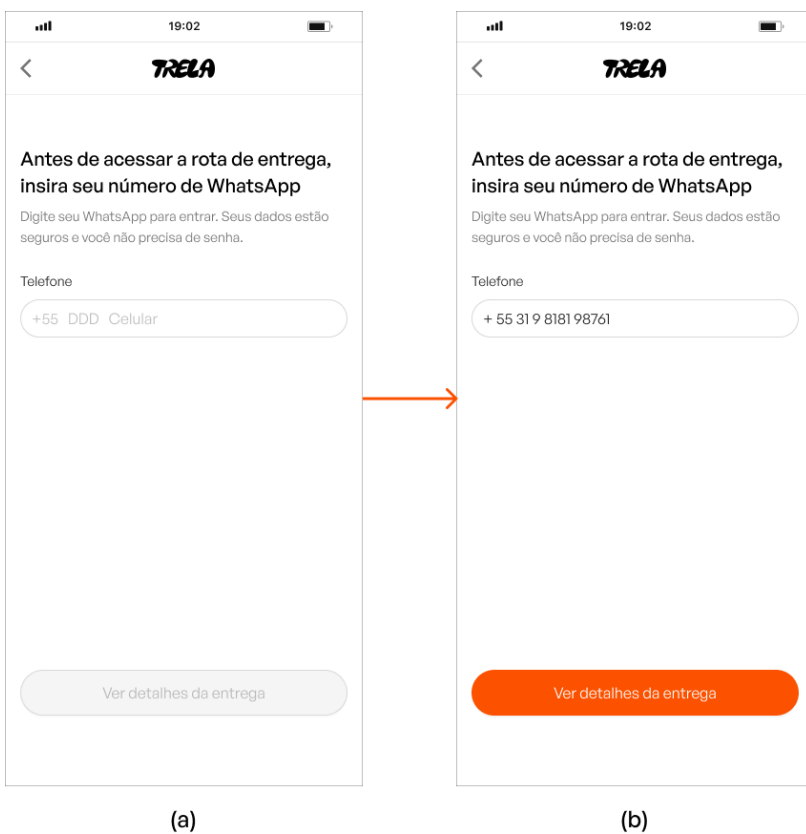 19:02
TRELA
Antes de acessar a rota de entrega,
insira seu número de WhatsApp
Digite seu WhatsApp para entrar. Seus dados estão
seguros e você não precisa de senha.
Telefone
+55 DDD Celular
Ver detalhes da entrega
(a)
19:02
TRELA
Antes de acessar a rota de entrega,
insira seu número de WhatsApp
Digite seu WhatsApp para entrar. Seus dados estão
seguros e você não precisa de senha.
Telefone
+ 55 31 9 8181 98761
Ver detalhes da entrega
(b)